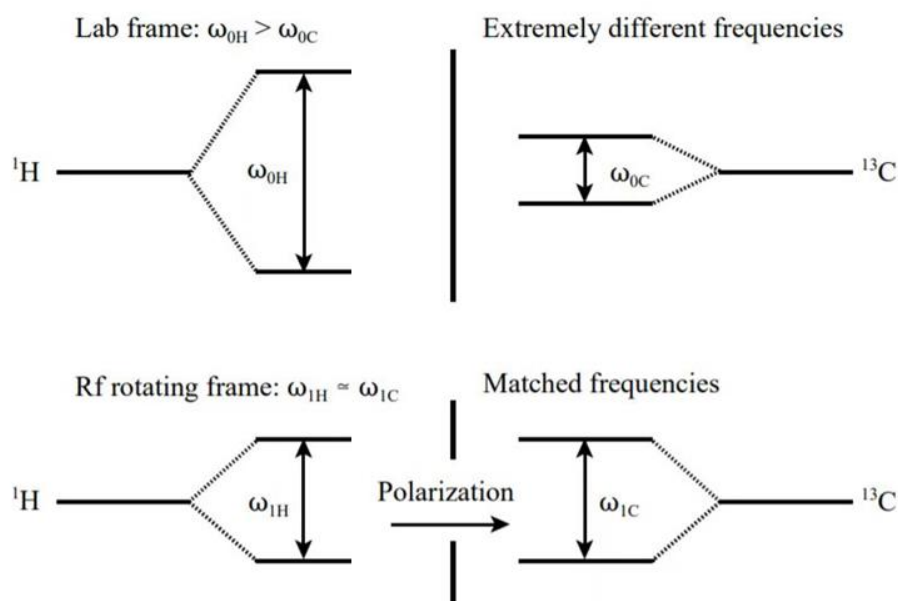 Lab frame: ω₀H > ω₀C
Extremely different frequencies
¹H
ω₀H
ω₀C
¹³C
Rf rotating frame: ω₁H ≃ ω₁C
Matched frequencies
¹H
ω₁H
Polarization
ω₁C
¹³C